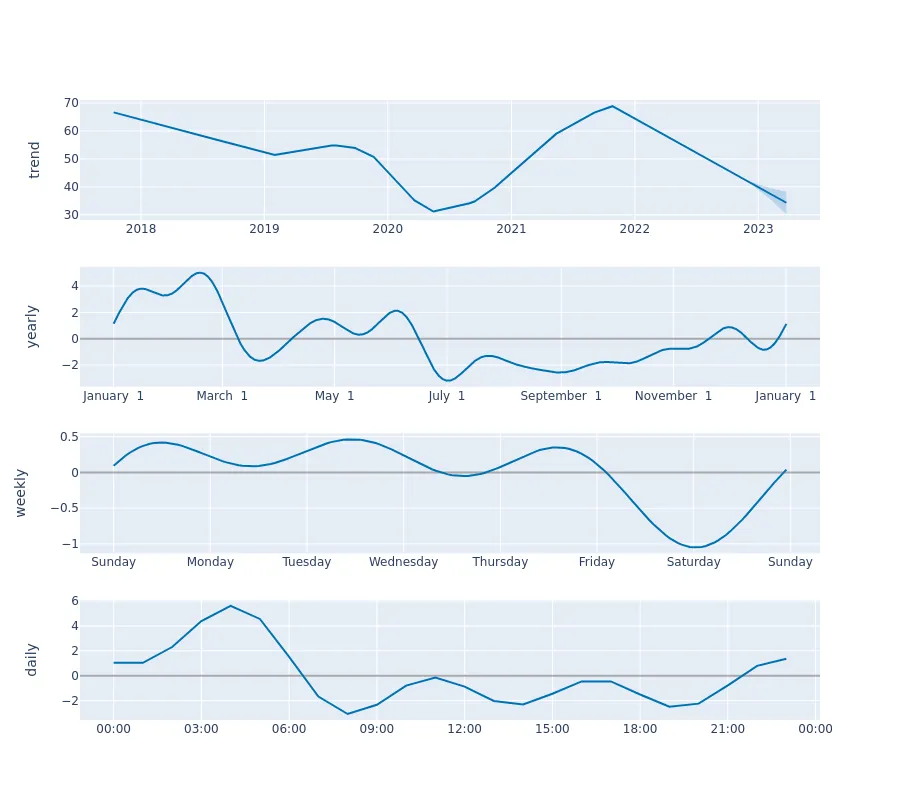 trend
70
60
50
40
30
2018 2019 2020 2021 2022 2023
yearly
4
2
0
−2
January 1 March 1 May 1 July 1 September 1 November 1 January 1
weekly
0.5
0
−0.5
−1
Sunday Monday Tuesday Wednesday Thursday Friday Saturday Sunday
daily
6
4
2
0
−2
00:00 03:00 06:00 09:00 12:00 15:00 18:00 21:00 00:00